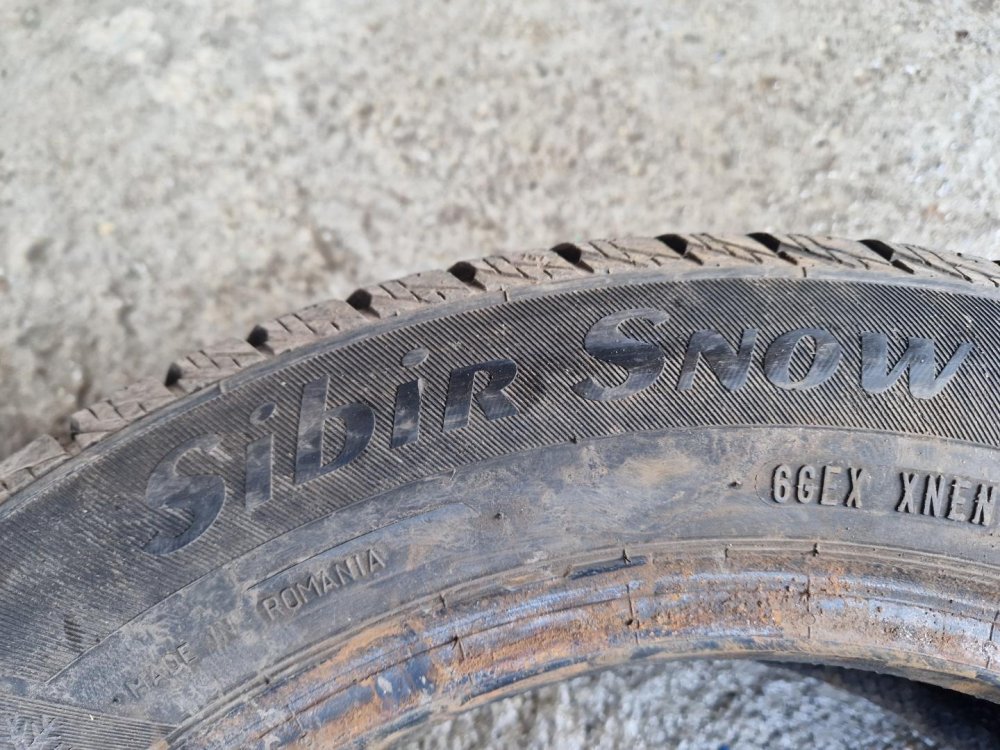 Sibir Snow
6GEX XNEN
MADE IN ROMANIA